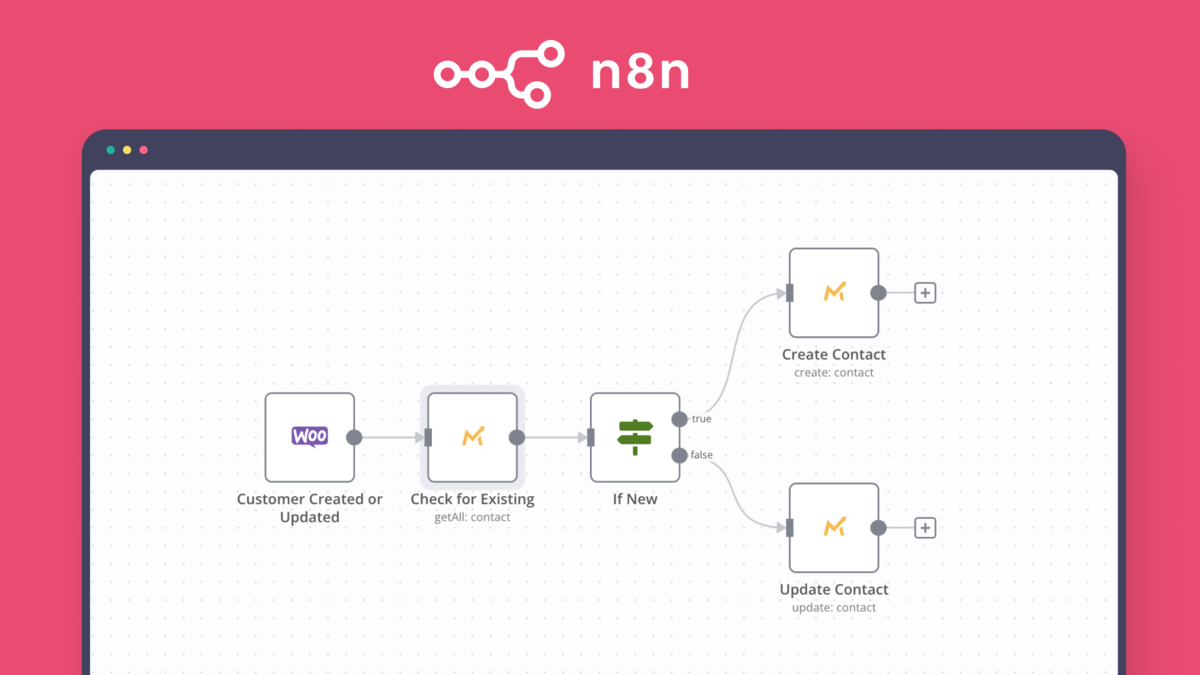 n8n
Create Contact
create: contact
true
WOO
false
Customer Created or
Updated
Check for Existing
getAll: contact
If New
Update Contact
update: contact